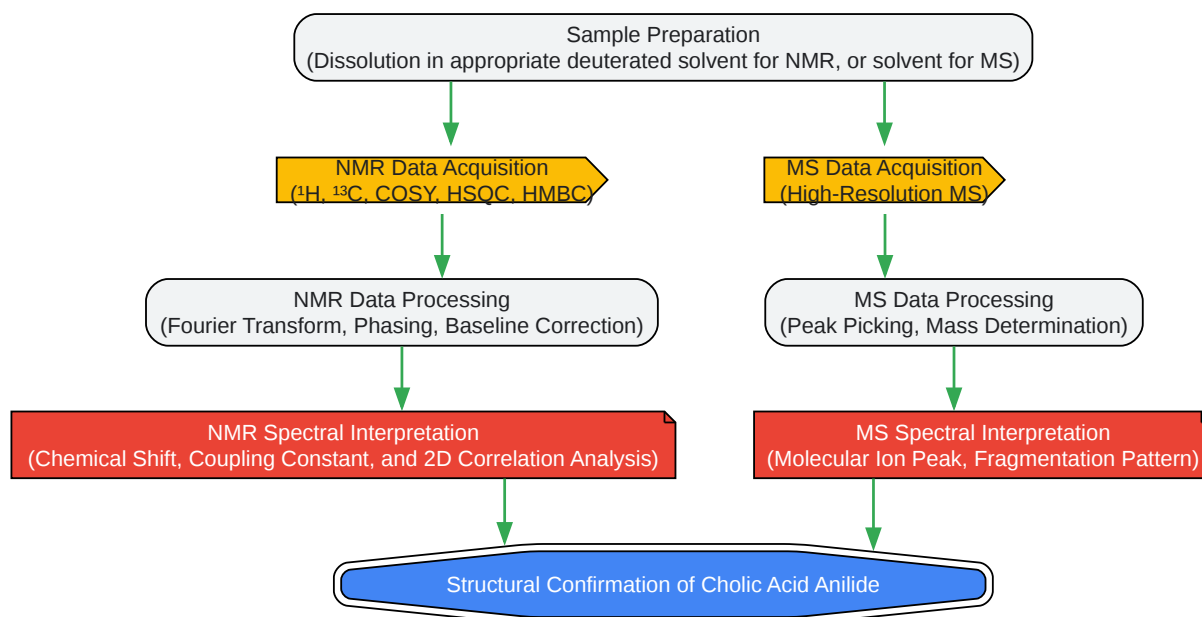 Sample Preparation
(Dissolution in appropriate deuterated solvent for NMR, or solvent for MS)
NMR Data Acquisition
(¹H, ¹³C, COSY, HSQC, HMBC)
MS Data Acquisition
(High-Resolution MS)
NMR Data Processing
(Fourier Transform, Phasing, Baseline Correction)
MS Data Processing
(Peak Picking, Mass Determination)
NMR Spectral Interpretation
(Chemical Shift, Coupling Constant, and 2D Correlation Analysis)
MS Spectral Interpretation
(Molecular Ion Peak, Fragmentation Pattern)
Structural Confirmation of Cholic Acid Anilide